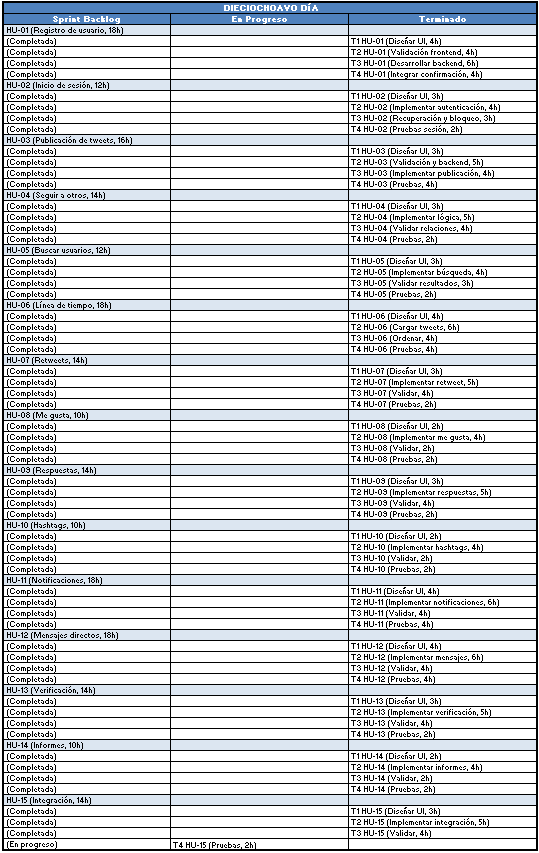 DIECIOCHOAVO DÍA
Sprint Backlog En Progreso Terminado
HU-01 (Registro de usuario, 18h)
(Completada) T1 HU-01 (Diseñar UI, 4h)
(Completada) T2 HU-01 (Validación frontend, 4h)
(Completada) T3 HU-01 (Desarrollar backend, 6h)
(Completada) T4 HU-01 (Integrar confirmación, 4h)
HU-02 (Inicio de sesión, 12h)
(Completada) T1 HU-02 (Diseñar UI, 3h)
(Completada) T2 HU-02 (Implementar autenticación, 4h)
(Completada) T3 HU-02 (Recuperación y bloqueo, 3h)
(Completada) T4 HU-02 (Pruebas sesión, 2h)
HU-03 (Publicación de tweets, 16h)
(Completada) T1 HU-03 (Diseñar UI, 3h)
(Completada) T2 HU-03 (Validación y backend, 5h)
(Completada) T3 HU-03 (Implementar publicación, 4h)
(Completada) T4 HU-03 (Pruebas, 4h)
HU-04 (Seguir a otros, 14h)
(Completada) T1 HU-04 (Diseñar UI, 3h)
(Completada) T2 HU-04 (Implementar lógica, 5h)
(Completada) T3 HU-04 (Validar relaciones, 4h)
(Completada) T4 HU-04 (Pruebas, 2h)
HU-05 (Buscar usuarios, 12h)
(Completada) T1 HU-05 (Diseñar UI, 3h)
(Completada) T2 HU-05 (Implementar búsqueda, 4h)
(Completada) T3 HU-05 (Validar resultados, 3h)
(Completada) T4 HU-05 (Pruebas, 2h)
HU-06 (Línea de tiempo, 18h)
(Completada) T1 HU-06 (Diseñar UI, 4h)
(Completada) T2 HU-06 (Cargar tweets, 6h)
(Completada) T3 HU-06 (Ordenar, 4h)
(Completada) T4 HU-06 (Pruebas, 4h)
HU-07 (Retweets, 14h)
(Completada) T1 HU-07 (Diseñar UI, 3h)
(Completada) T2 HU-07 (Implementar retweet, 5h)
(Completada) T3 HU-07 (Validar, 4h)
(Completada) T4 HU-07 (Pruebas, 2h)
HU-08 (Me gusta, 10h)
(Completada) T1 HU-08 (Diseñar UI, 2h)
(Completada) T2 HU-08 (Implementar me gusta, 4h)
(Completada) T3 HU-08 (Validar, 2h)
(Completada) T4 HU-08 (Pruebas, 2h)
HU-09 (Respuestas, 14h)
(Completada) T1 HU-09 (Diseñar UI, 3h)
(Completada) T2 HU-09 (Implementar respuestas, 5h)
(Completada) T3 HU-09 (Validar, 4h)
(Completada) T4 HU-09 (Pruebas, 2h)
HU-10 (Hashtags, 10h)
(Completada) T1 HU-10 (Diseñar UI, 2h)
(Completada) T2 HU-10 (Implementar hashtags, 4h)
(Completada) T3 HU-10 (Validar, 2h)
(Completada) T4 HU-10 (Pruebas, 2h)
HU-11 (Notificaciones, 18h)
(Completada) T1 HU-11 (Diseñar UI, 4h)
(Completada) T2 HU-11 (Implementar notificaciones, 6h)
(Completada) T3 HU-11 (Validar, 4h)
(Completada) T4 HU-11 (Pruebas, 4h)
HU-12 (Mensajes directos, 18h)
(Completada) T1 HU-12 (Diseñar UI, 4h)
(Completada) T2 HU-12 (Implementar mensajes, 6h)
(Completada) T3 HU-12 (Validar, 4h)
(Completada) T4 HU-12 (Pruebas, 4h)
HU-13 (Verificación, 14h)
(Completada) T1 HU-13 (Diseñar UI, 3h)
(Completada) T2 HU-13 (Implementar verificación, 5h)
(Completada) T3 HU-13 (Validar, 4h)
(Completada) T4 HU-13 (Pruebas, 2h)
HU-14 (Informes, 10h)
(Completada) T1 HU-14 (Diseñar UI, 2h)
(Completada) T2 HU-14 (Implementar informes, 4h)
(Completada) T3 HU-14 (Validar, 2h)
(Completada) T4 HU-14 (Pruebas, 2h)
HU-15 (Integración, 14h)
(Completada) T1 HU-15 (Diseñar UI, 3h)
(Completada) T2 HU-15 (Implementar integración, 5h)
(Completada) T3 HU-15 (Validar, 4h)
(En progreso) T4 HU-15 (Pruebas, 2h)